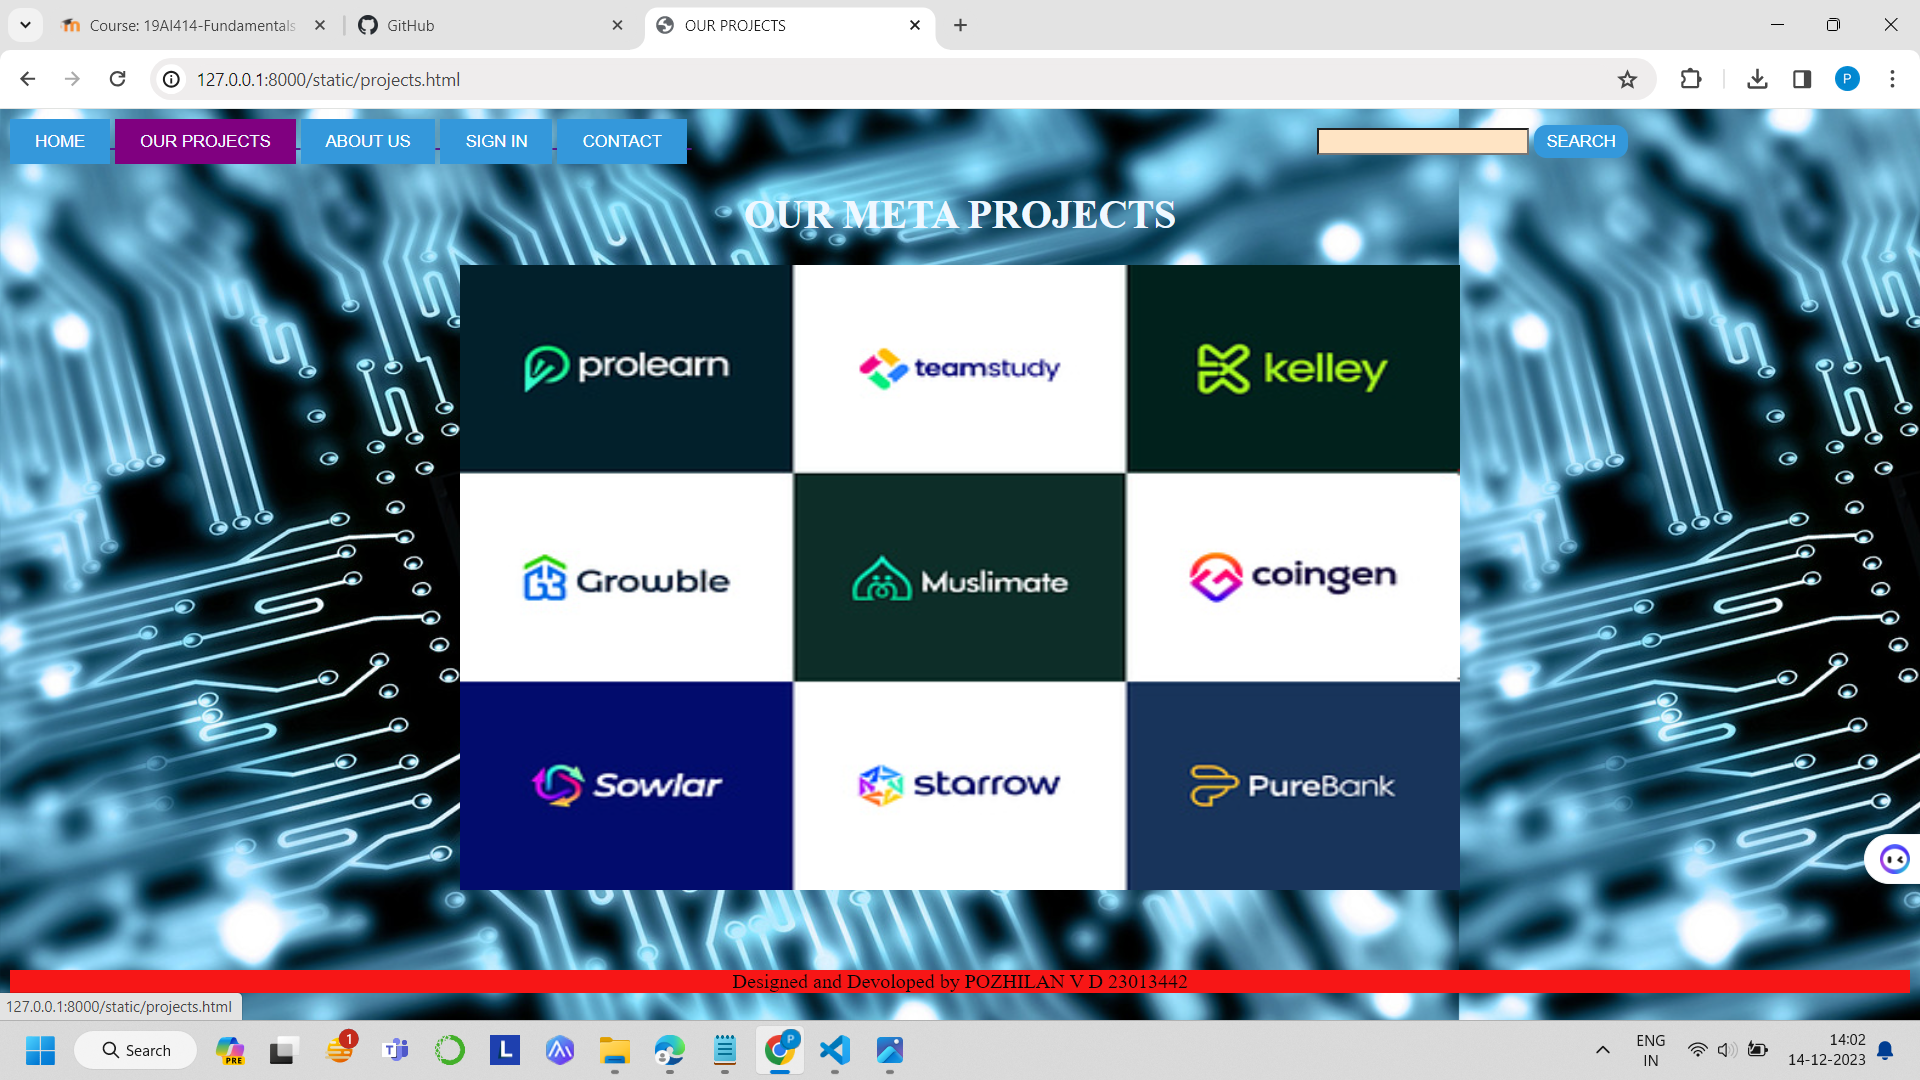 Course: 19AI414-Fundamentals
GitHub
OUR PROJECTS
127.0.0.1:8000/static/projects.html
P
HOME
OUR PROJECTS
ABOUT US
SIGN IN
CONTACT
SEARCH
OUR META PROJECTS
prolearn
teamstudy
kelley
Growble
Muslimate
coingen
Sowlar
starrow
PureBank
Designed and Devoloped by POZHILAN V D 23013442
127.0.0.1:8000/static/projects.html
Search
PRE
1
T
L
P
ENG
IN
14:02
14-12-2023